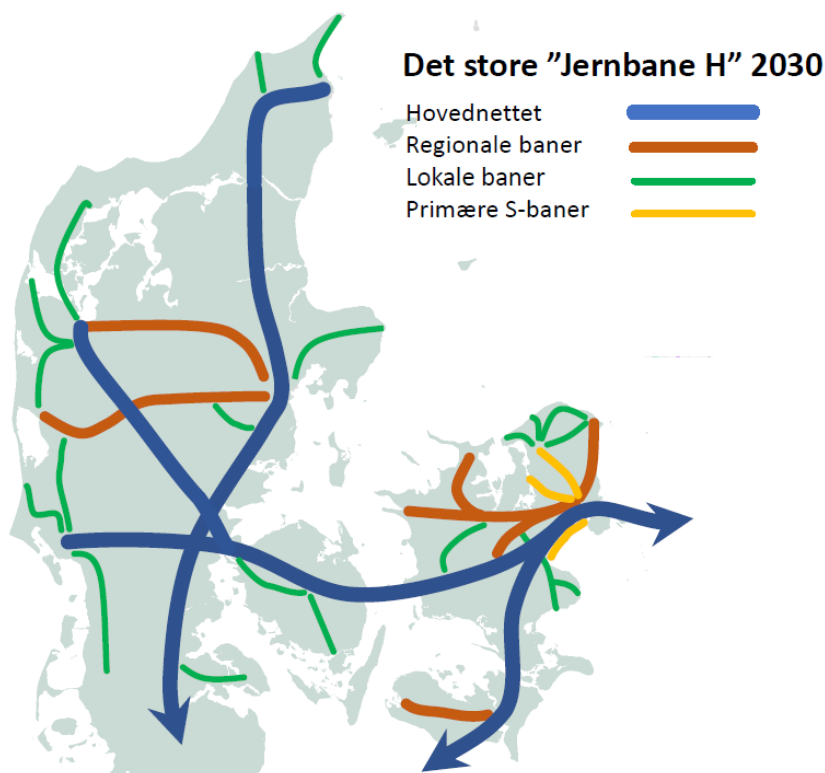 Det store ”Jernbane H” 2030
Hovednettet
Regionale baner
Lokale baner
Primære S-baner